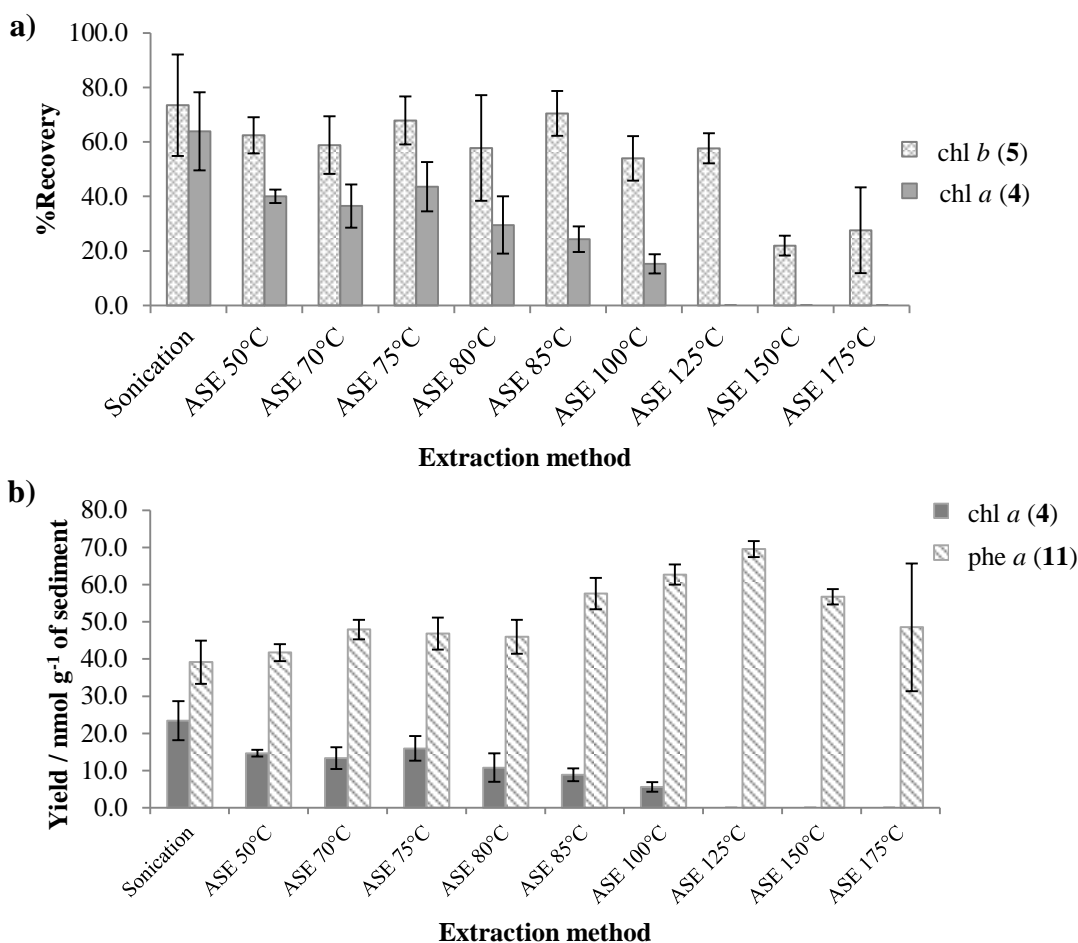 a)
100.0
80.0
60.0
40.0
20.0
0.0
%Recovery
chl b (5)
chl a (4)
Sonication
ASE 50°C
ASE 70°C
ASE 75°C
ASE 80°C
ASE 85°C
ASE 100°C
ASE 125°C
ASE 150°C
ASE 175°C
Extraction method
b)
80.0
70.0
60.0
50.0
40.0
30.0
20.0
10.0
0.0
Yield / nmol g-1 of sediment
chl a (4)
phe a (11)
Sonication
ASE 50°C
ASE 70°C
ASE 75°C
ASE 80°C
ASE 85°C
ASE 100°C
ASE 125°C
ASE 150°C
ASE 175°C
Extraction method